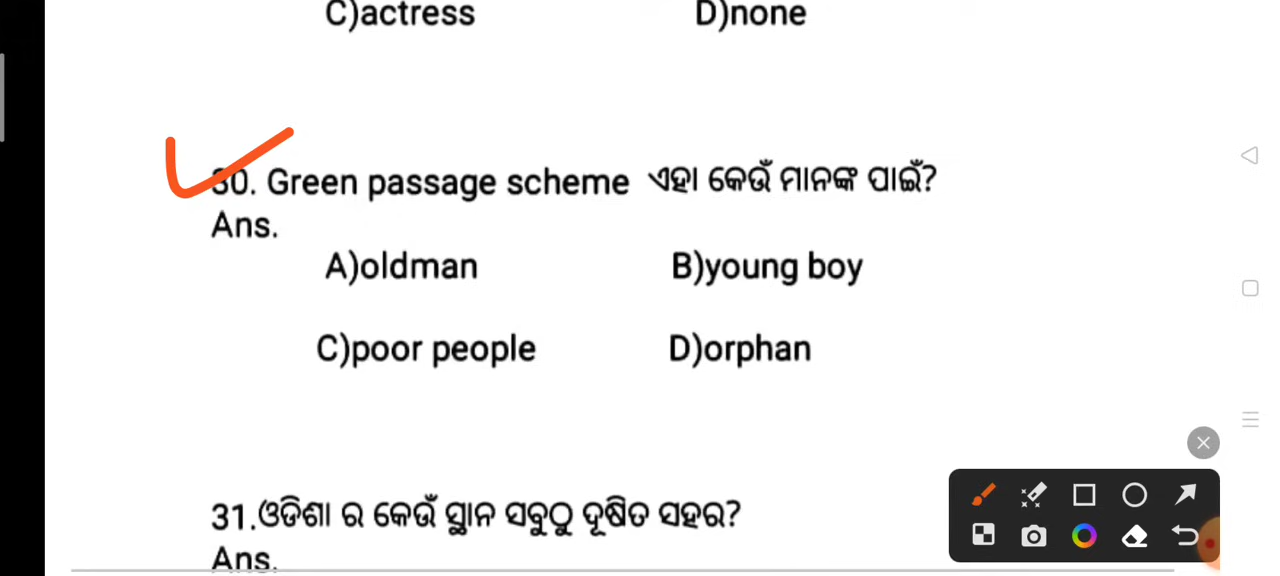 C)actress D)none
30. Green passage scheme ଏହା କେଉଁ ମାନଙ୍କ ପାଇଁ?
Ans.
A)oldman B)young boy
C)poor people D)orphan
31.ଓଡିଶା ର କେଉଁ ସ୍ଥାନ ସବୁଠୁ ଦୂଷିତ ସହର?
Ans.